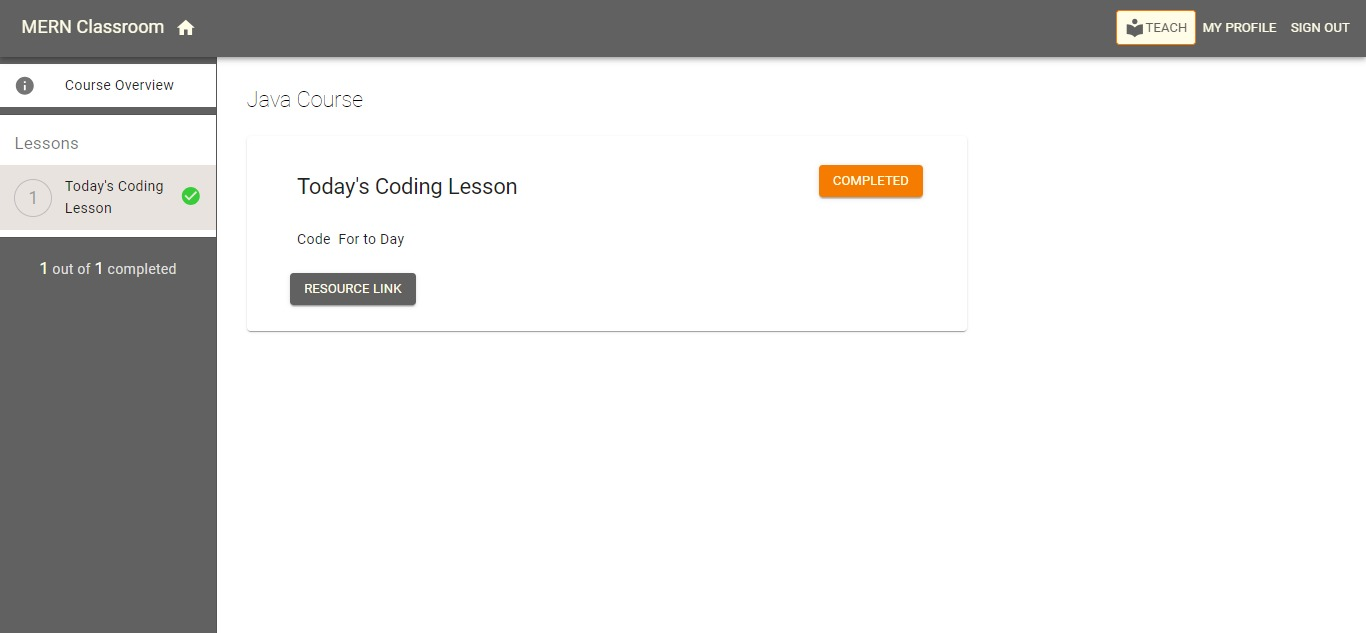 MERN Classroom
TEACH MY PROFILE SIGN OUT
Course Overview
Lessons
1 Today's Coding
Lesson
1 out of 1 completed
Java Course
Today's Coding Lesson
COMPLETED
Code For to Day
RESOURCE LINK